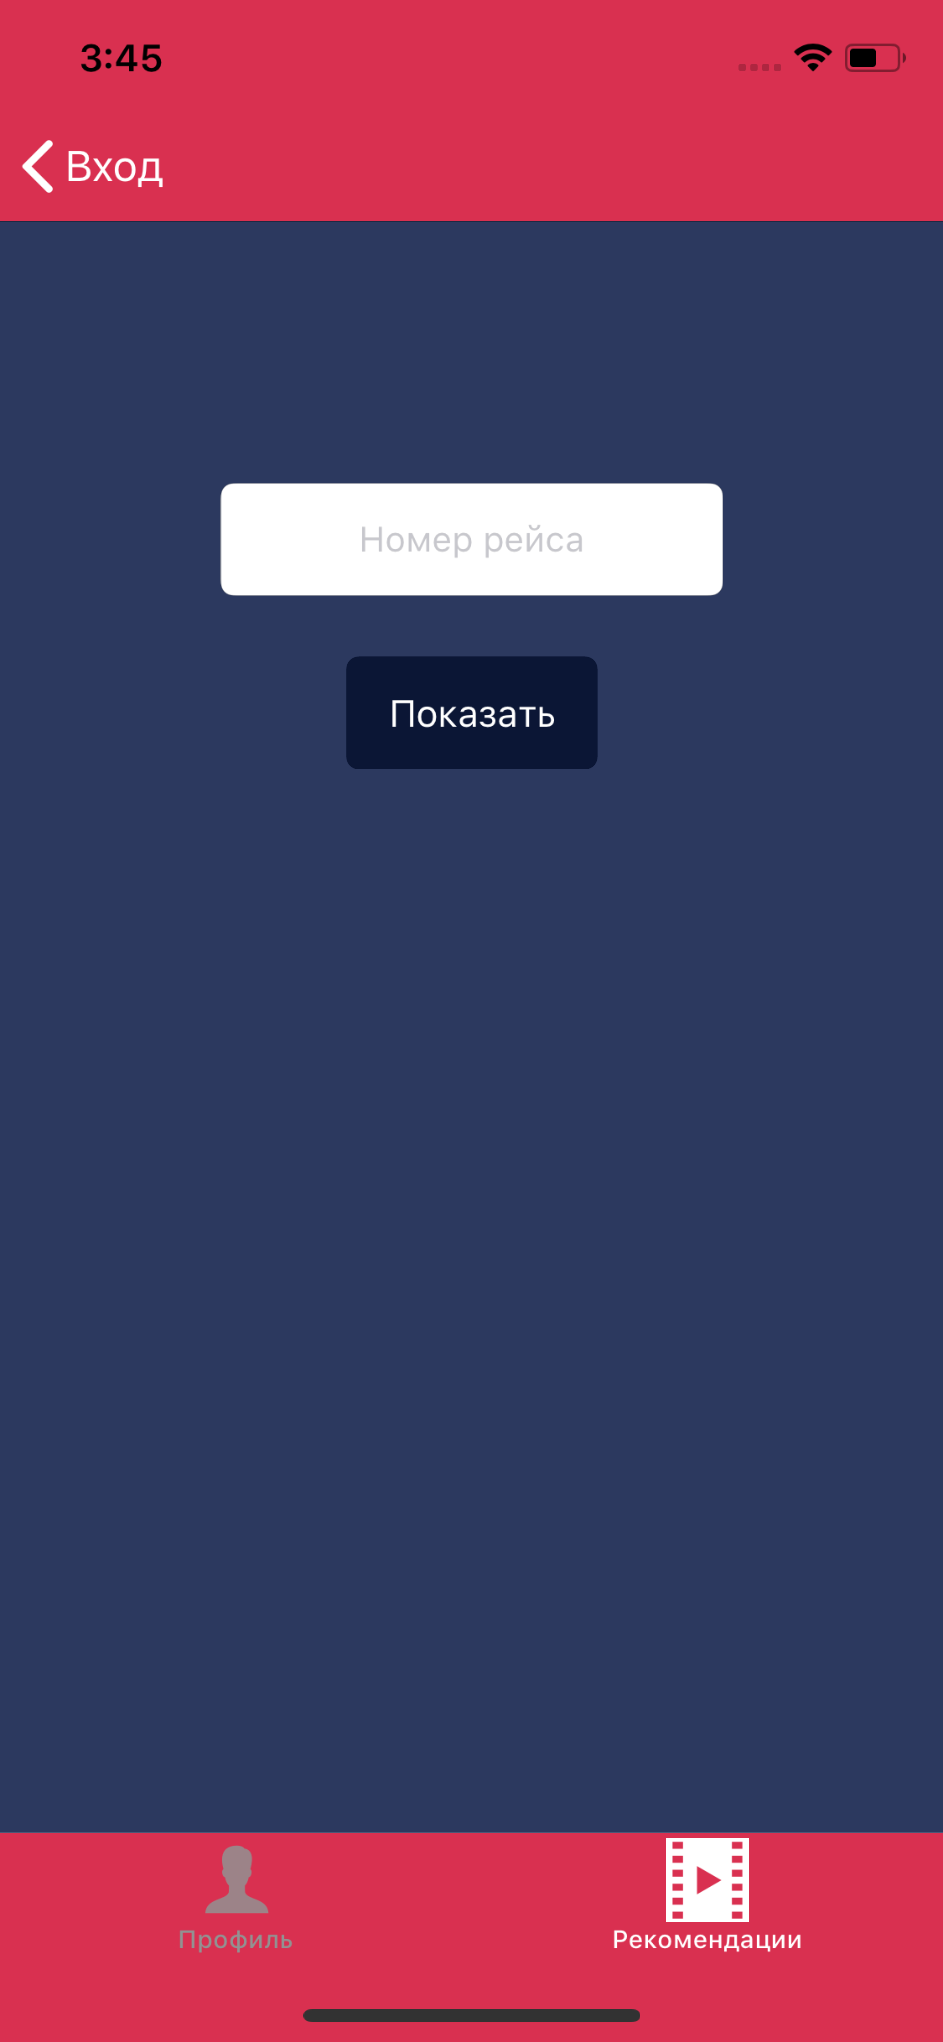 3:45
Вход
Номер рейса
Показать
Профиль
Рекомендации